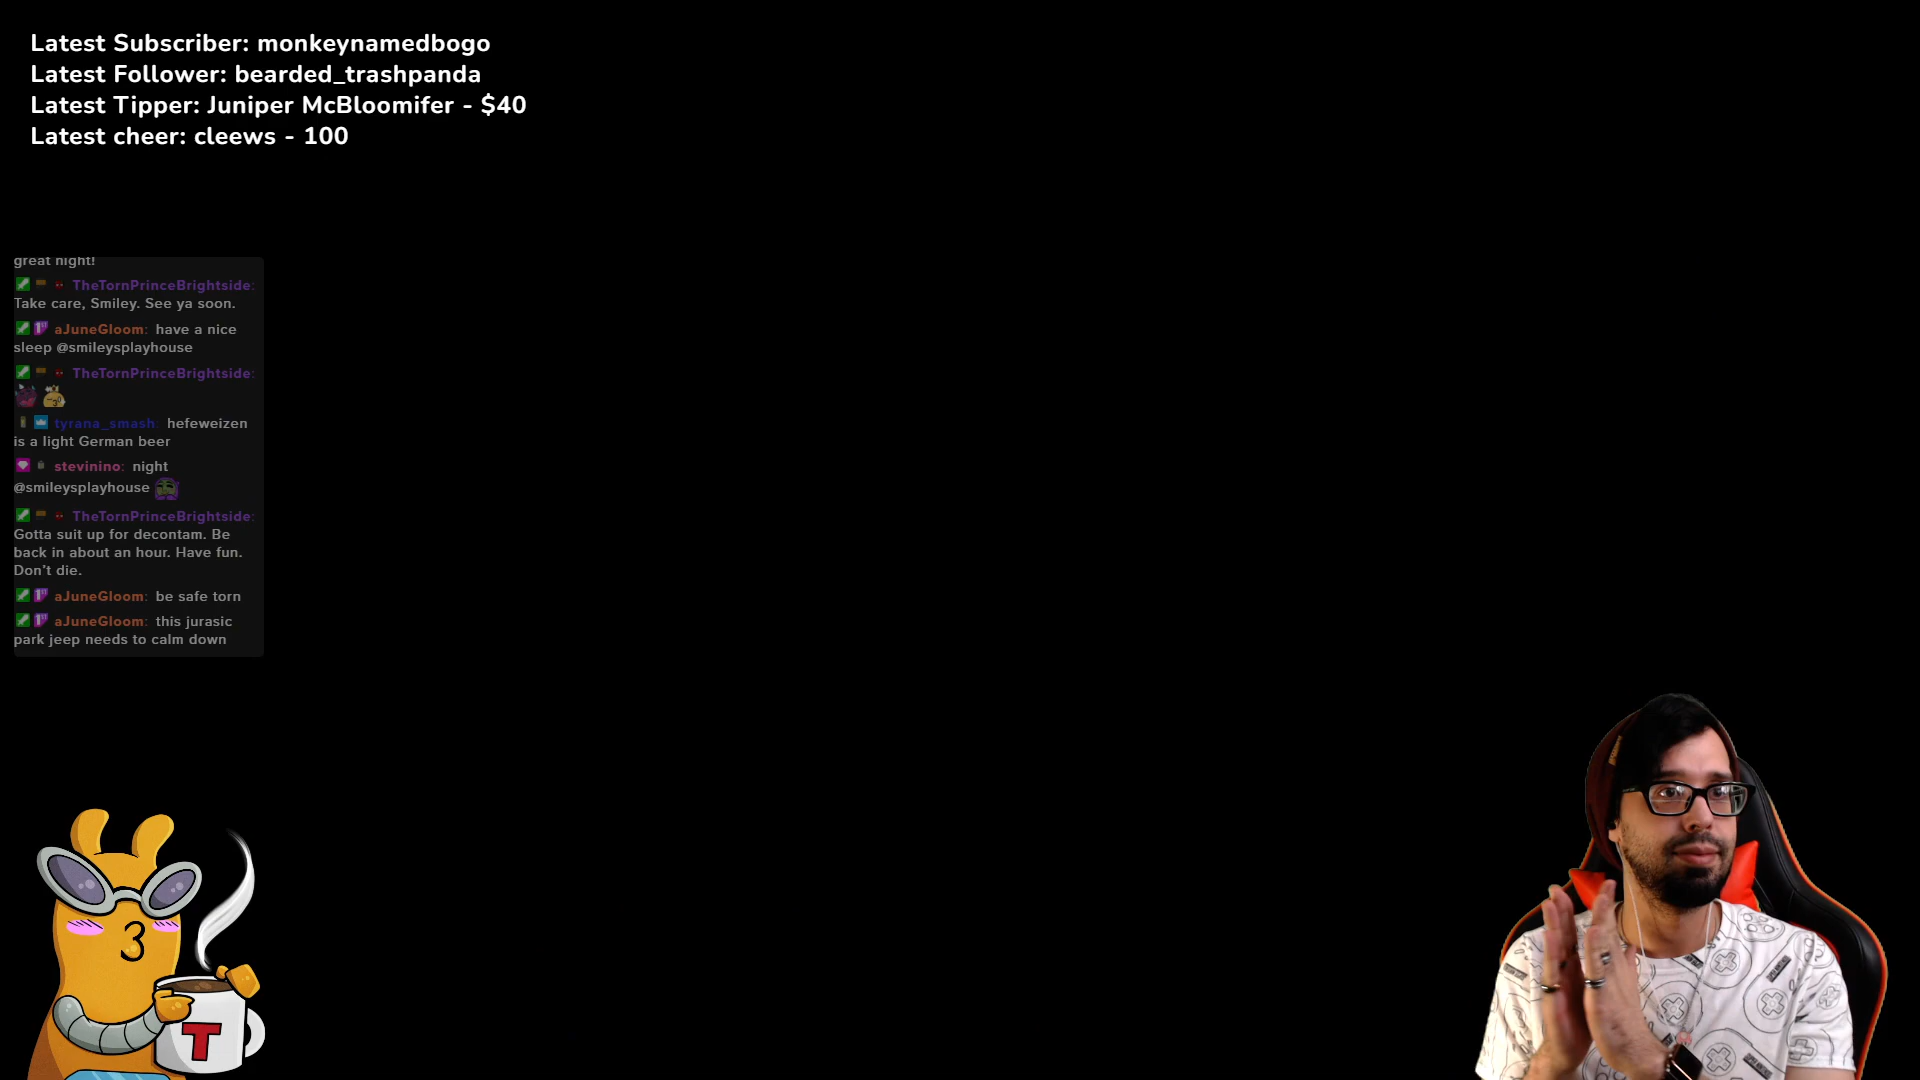 Latest Subscriber: monkeynamedbogo
Latest Follower: bearded_trashpanda
Latest Tipper: Juniper McBloomifer - $40
Latest cheer: cleews - 100
great night!
TheTornPrinceBrightside:
Take care, Smiley. See ya soon.
aJuneGloom: have a nice
sleep @smileysplayhouse
TheTornPrinceBrightside:
tyrana_smash: hefeweizen
is a light German beer
stevinino: night
@smileysplayhouse
TheTornPrinceBrightside:
Gotta suit up for decontam. Be
back in about an hour. Have fun.
Don't die.
aJuneGloom: be safe torn
aJuneGloom: this jurasic
park jeep needs to calm down
T